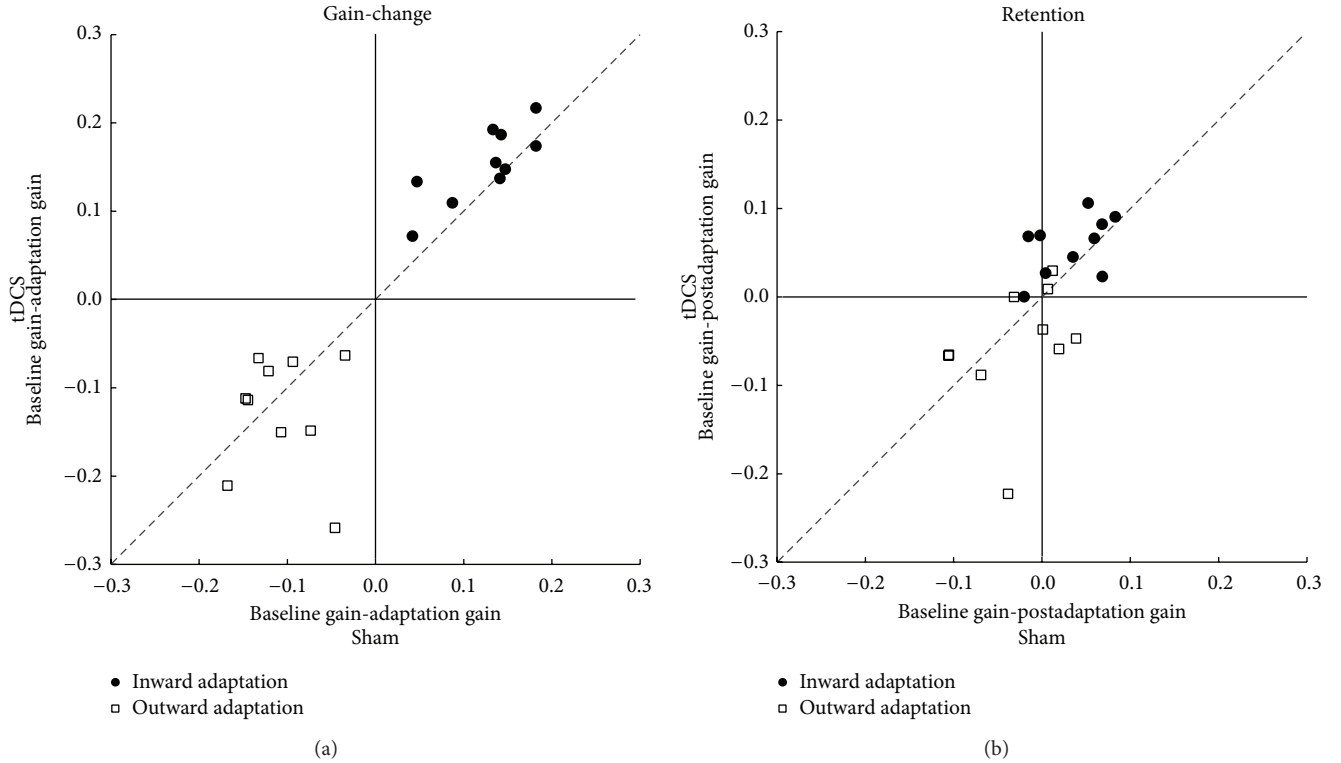 Gain-change
0.3
0.2
0.1
0.0
−0.1
−0.2
−0.3
tDCS
Baseline gain-adaptation gain
−0.3
−0.2
−0.1
0.0
0.1
0.2
0.3
Baseline gain-adaptation gain
Sham
Inward adaptation
Outward adaptation
(a)
Retention
0.3
0.2
0.1
0.0
−0.1
−0.2
−0.3
tDCS
Baseline gain-postadaptation gain
−0.3
−0.2
−0.1
0.0
0.1
0.2
0.3
Baseline gain-postadaptation gain
Sham
Inward adaptation
Outward adaptation
(b)